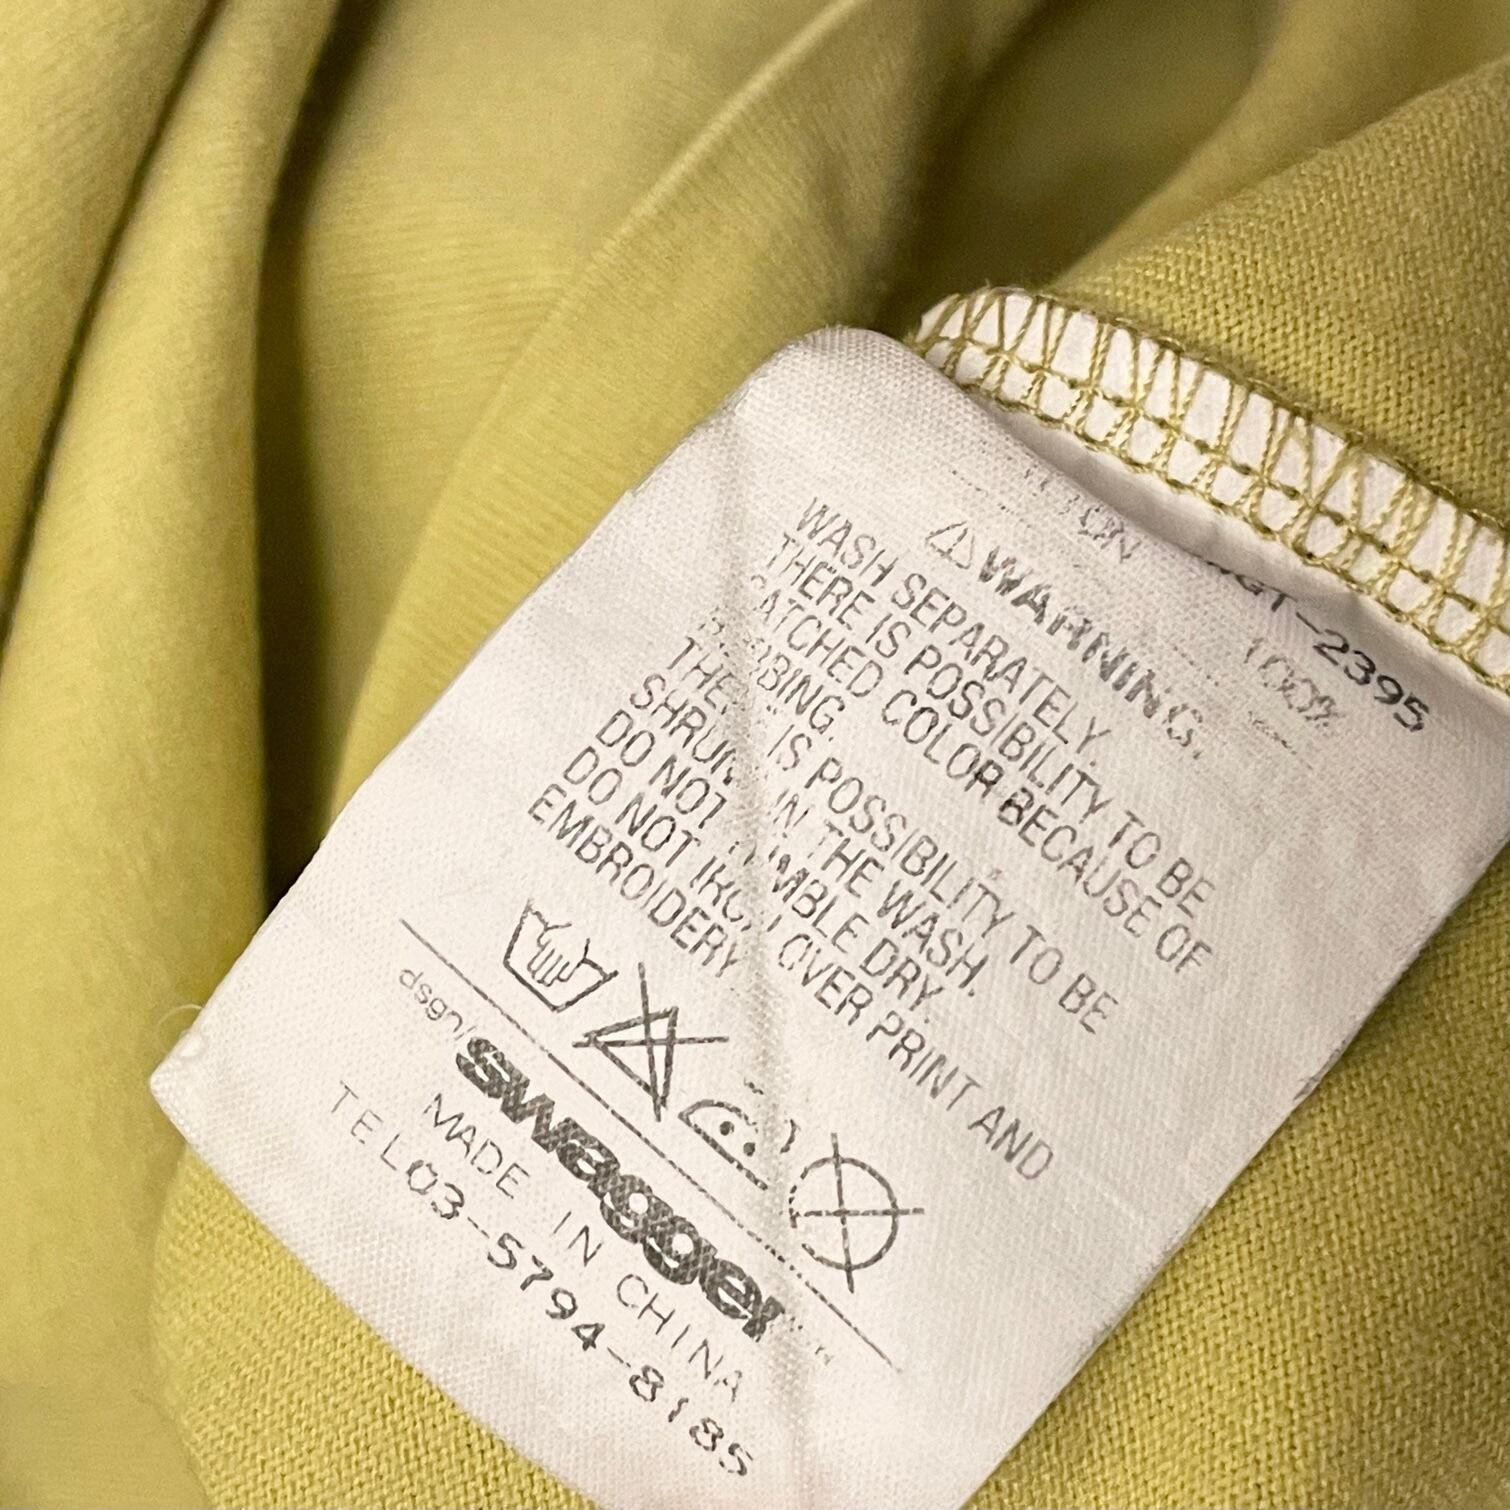 GT-2395
100%
WARNING.
WASH SEPARATELY.
THERE IS POSSIBILITY TO BE
PATCHED COLOR BECAUSE OF
RUBBING.
THERE IS POSSIBILITY TO BE
SHRUNK IN THE WASH.
DO NOT TUMBLE DRY.
DO NOT IRON OVER PRINT AND
EMBROIDERY
dsgn/
swagger
MADE IN CHINA
TEL03-5794-8185